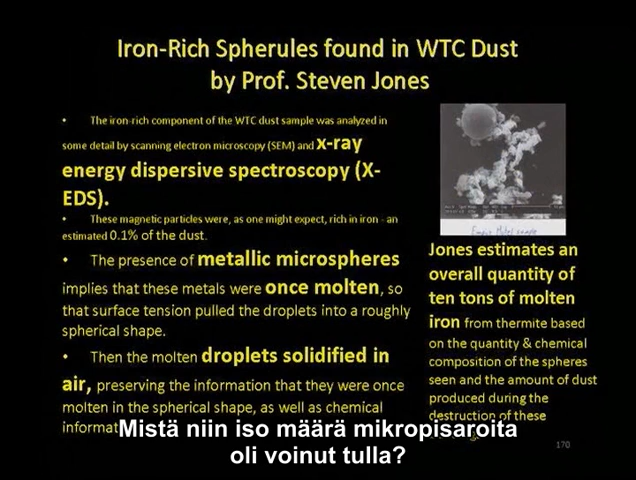 Iron-Rich Spherules found in WTC Dust
by Prof. Steven Jones
• The iron-rich component of the WTC dust sample was analyzed in
some detail by scanning electron microscopy (SEM) and x-ray
energy dispersive spectroscopy (X-
EDS).
• These magnetic particles were, as one might expect, rich in iron - an
estimated 0.1% of the dust.
• The presence of metallic microspheres
implies that these metals were once molten, so
that surface tension pulled the droplets into a roughly
spherical shape.
• Then the molten droplets solidified in
air, preserving the information that they were once
molten in the spherical shape, as well as chemical
Jones estimates an
overall quantity of
ten tons of molten
iron from thermite based
on the quantity & chemical
composition of the spheres
seen and the amount of dust
produced during the
destruction of these
170
Mistä niin iso määrä mikropisaroita
oli voinut tulla?